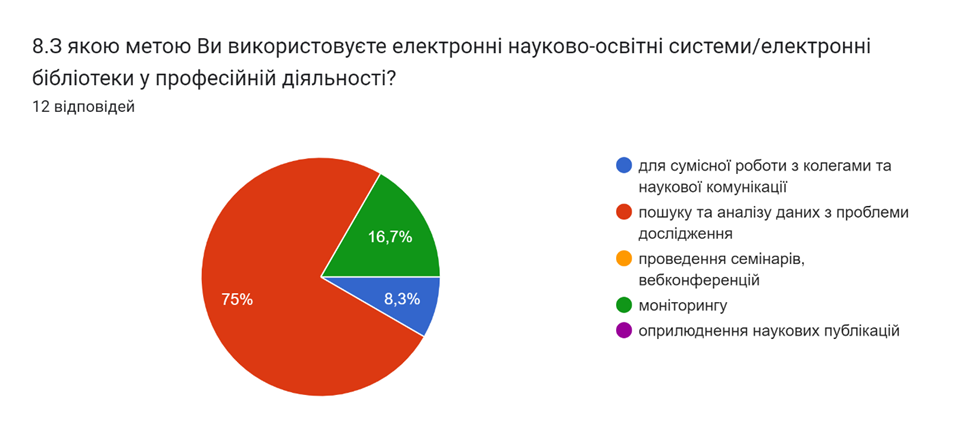 8.З якою метою Ви використовуєте електронні науково-освітні системи/електронні
бібліотеки у професійній діяльності?
12 відповідей
для сумісної роботи з колегами та
наукової комунікації
пошуку та аналізу даних з проблеми
дослідження
проведення семінарів,
вебконференцій
моніторингу
оприлюднення наукових публікацій
16,7%
75%
8,3%